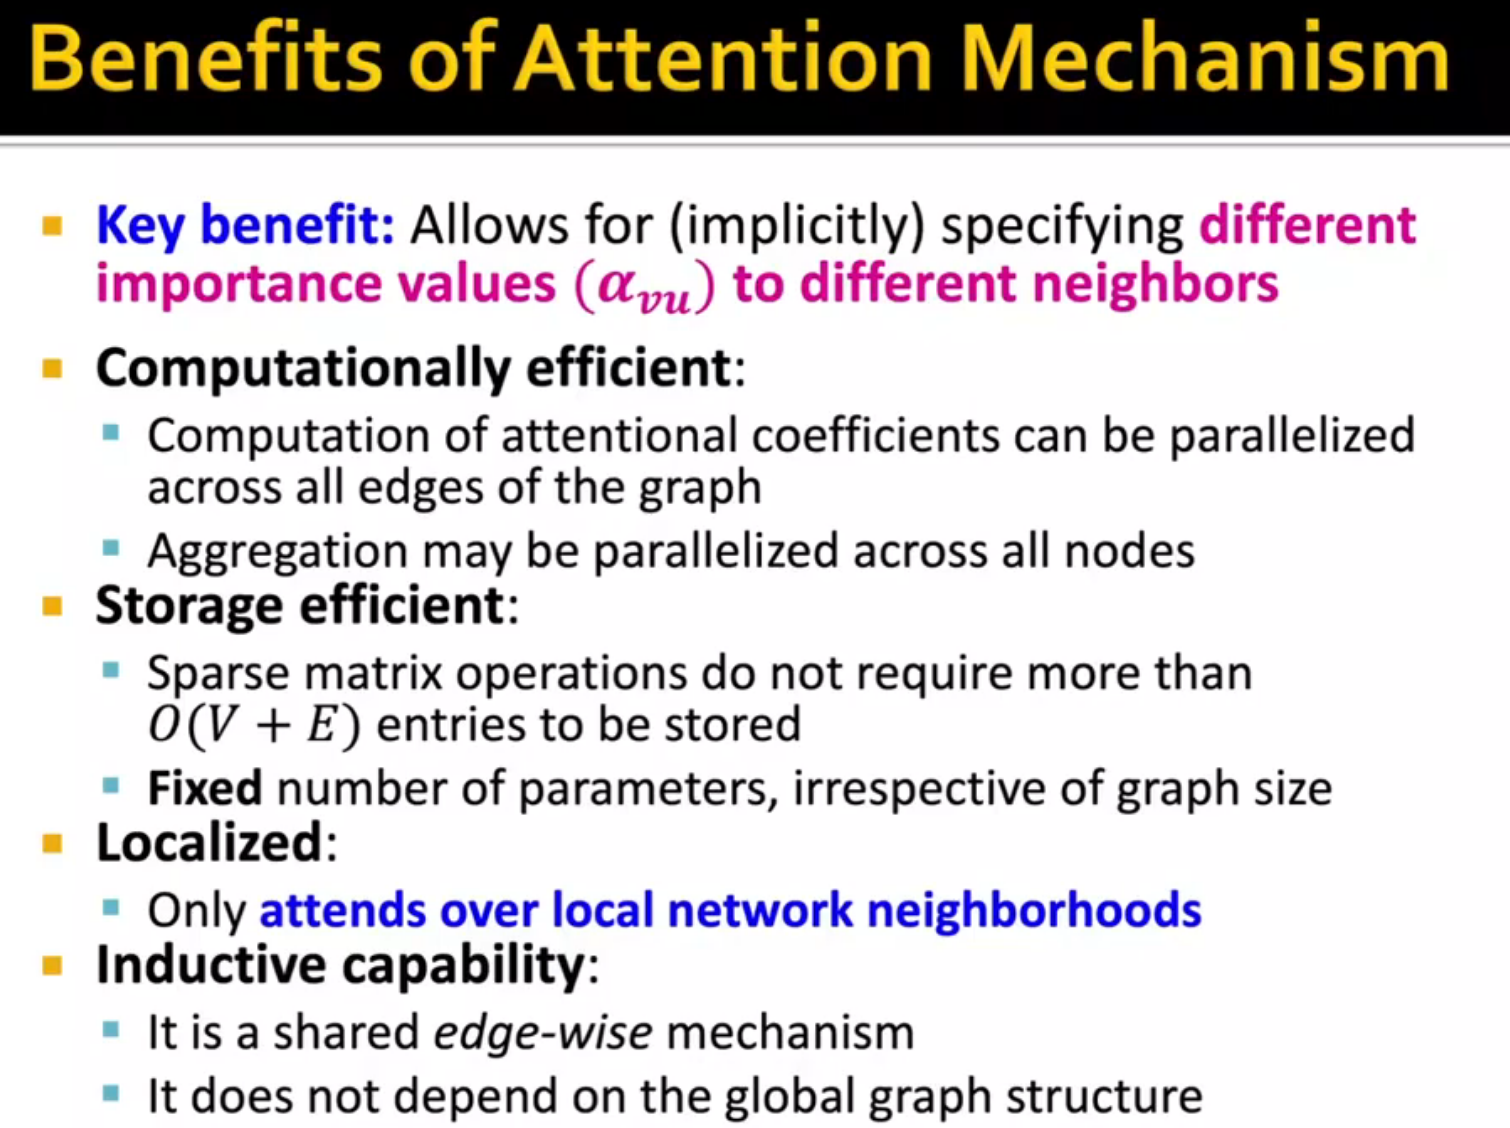 Benefits of Attention Mechanism
Key benefit: Allows for (implicitly) specifying different
importance values (αvu) to different neighbors
Computationally efficient:
Computation of attentional coefficients can be parallelized
across all edges of the graph
Aggregation may be parallelized across all nodes
Storage efficient:
Sparse matrix operations do not require more than
O(V + E) entries to be stored
Fixed number of parameters, irrespective of graph size
Localized:
Only attends over local network neighborhoods
Inductive capability:
It is a shared edge-wise mechanism
It does not depend on the global graph structure